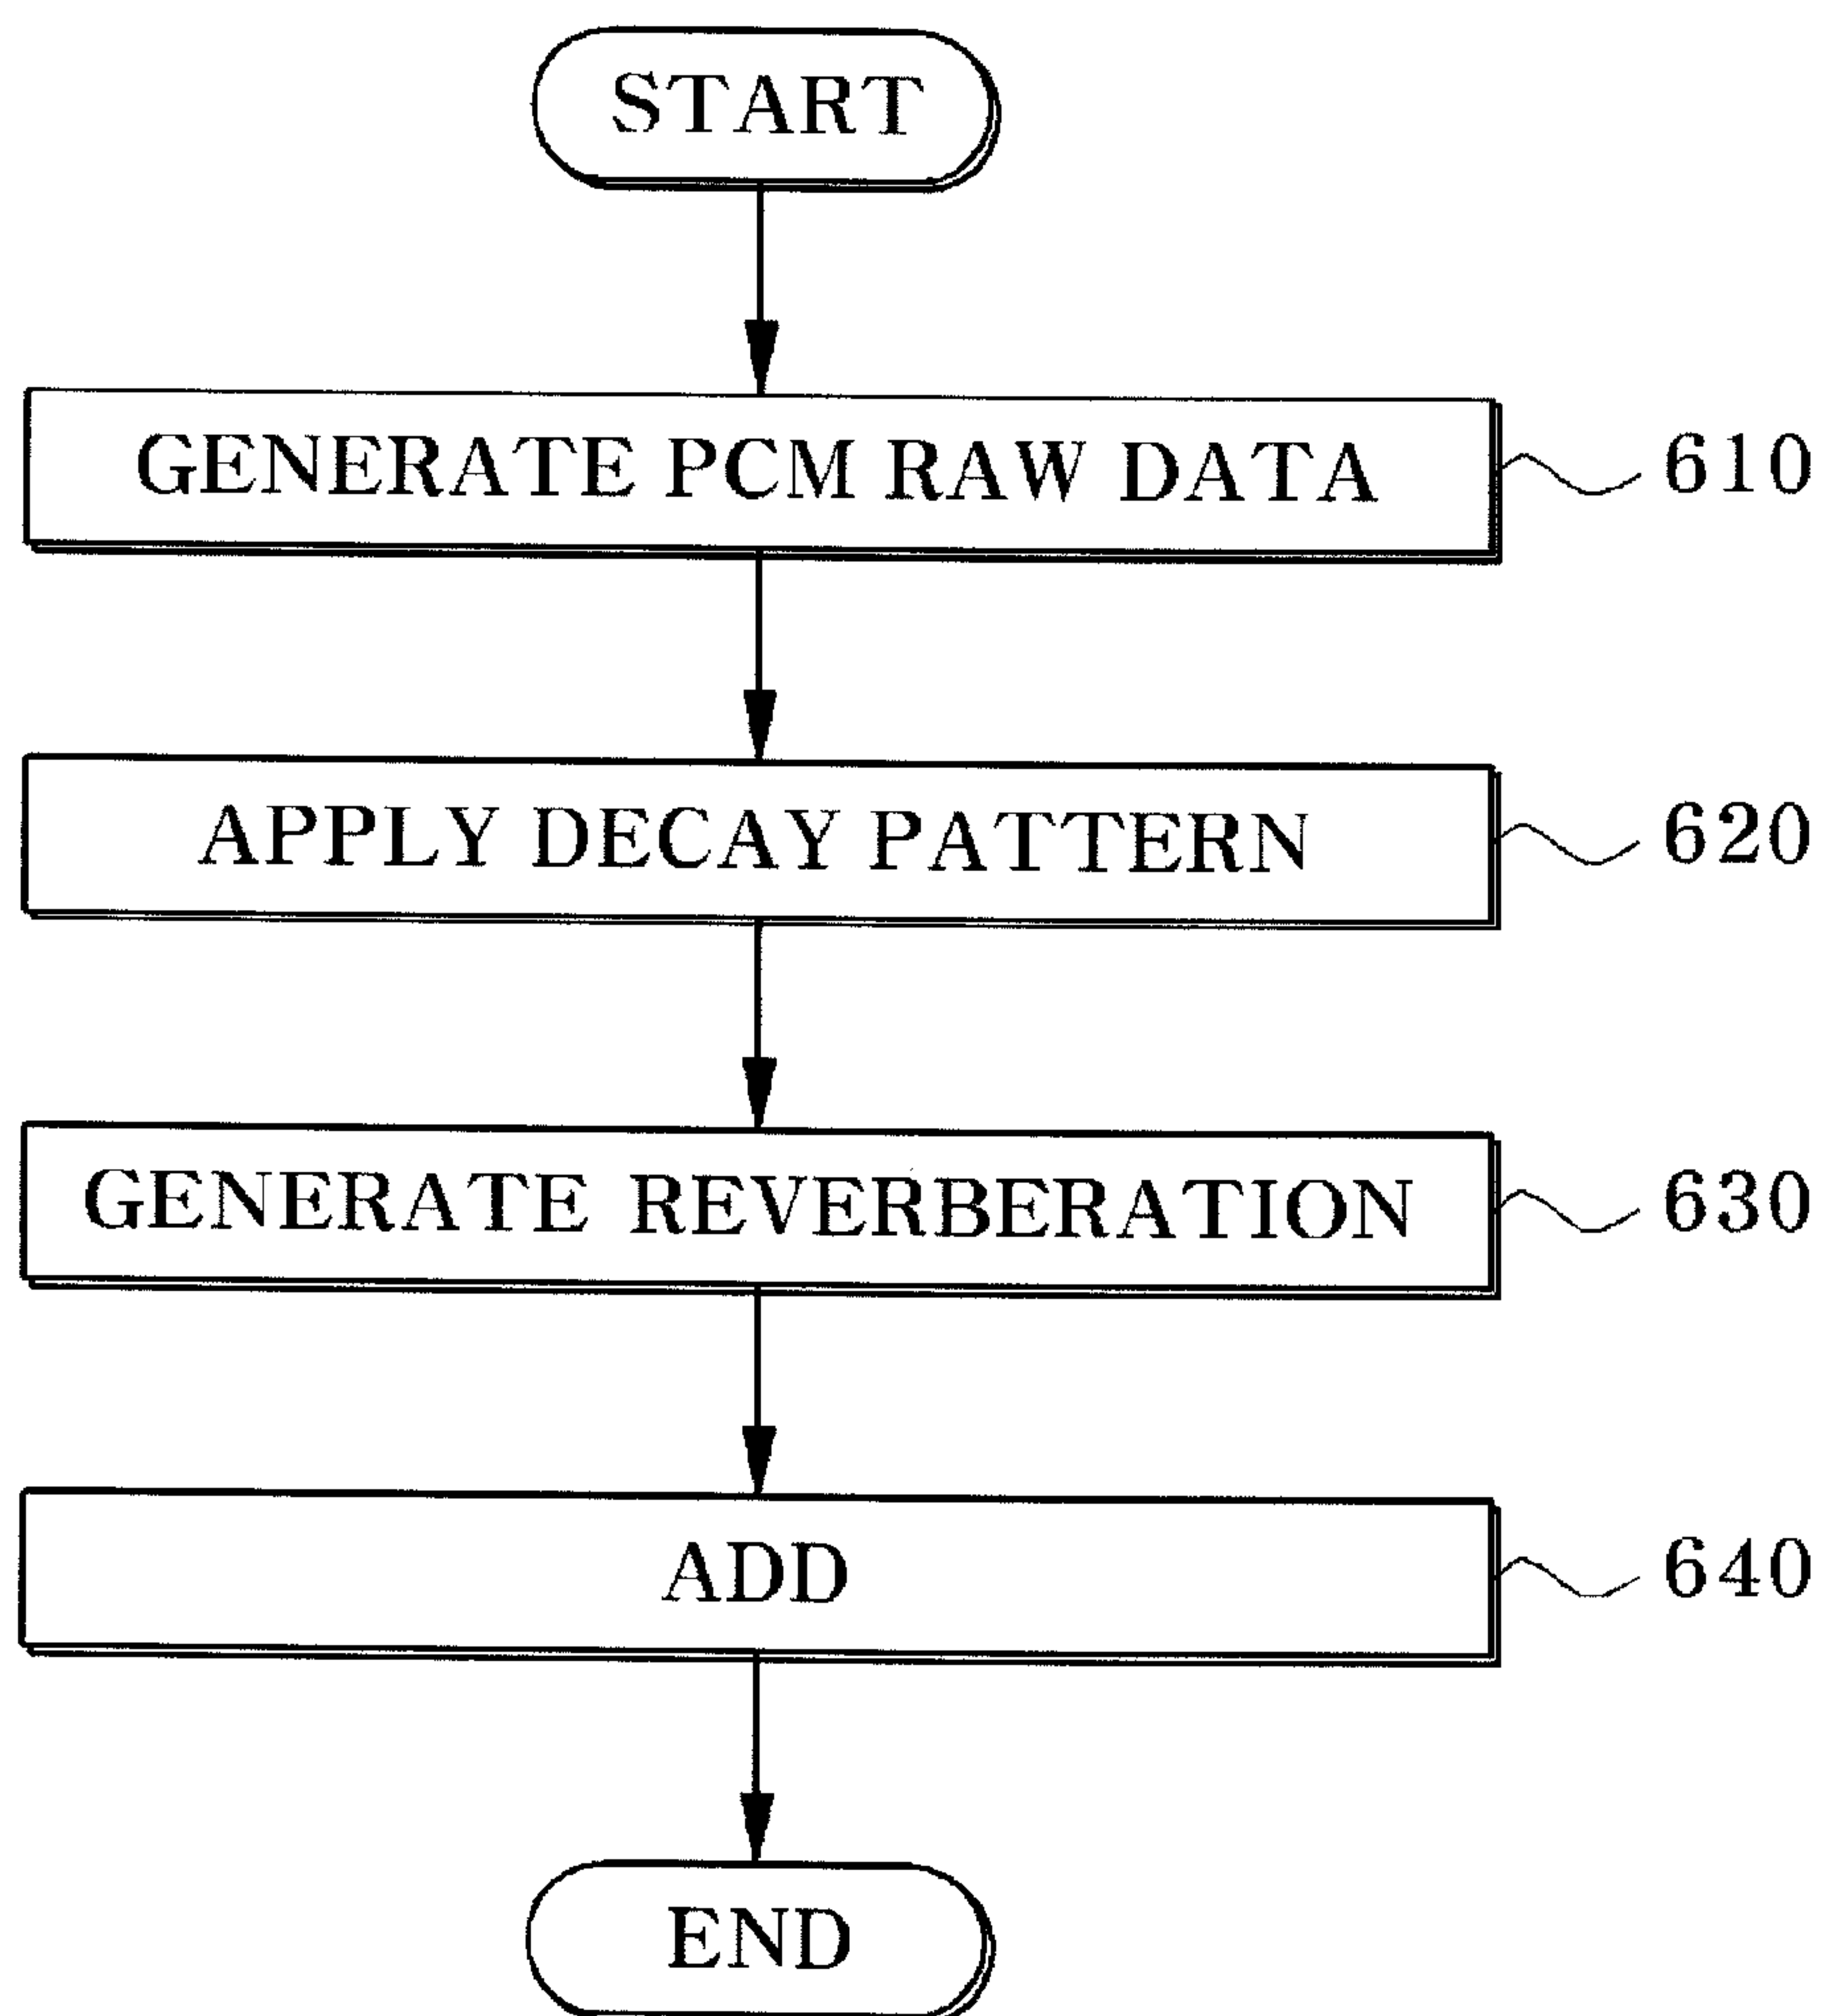 START
GENERATE PCM RAW DATA 610
APPLY DECAY PATTERN 620
GENERATE REVERBERATION 630
ADD 640
END